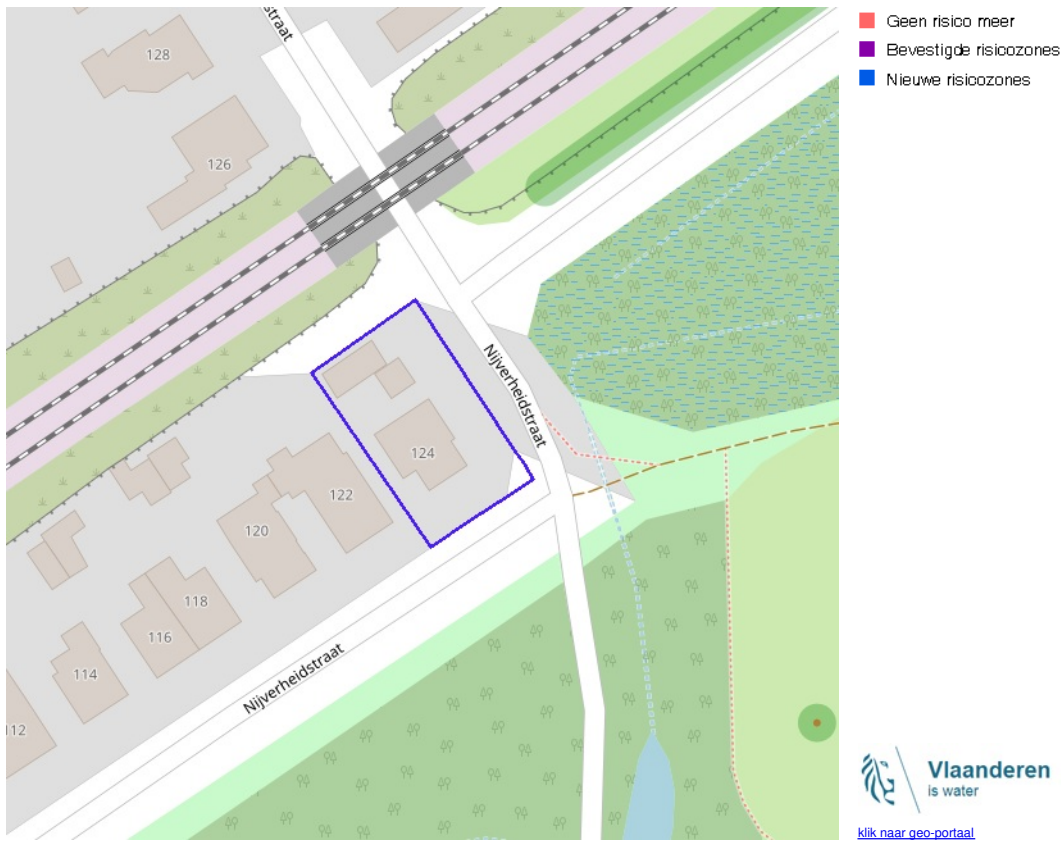 straat
128
126
Nijverheidstraat
124
122
120
118
116
114
112
Nijverheidstraat
Geen risico meer
Bevestigde risicozones
Nieuwe risicozones
Vlaanderen
is water
klik naar geo-portaal